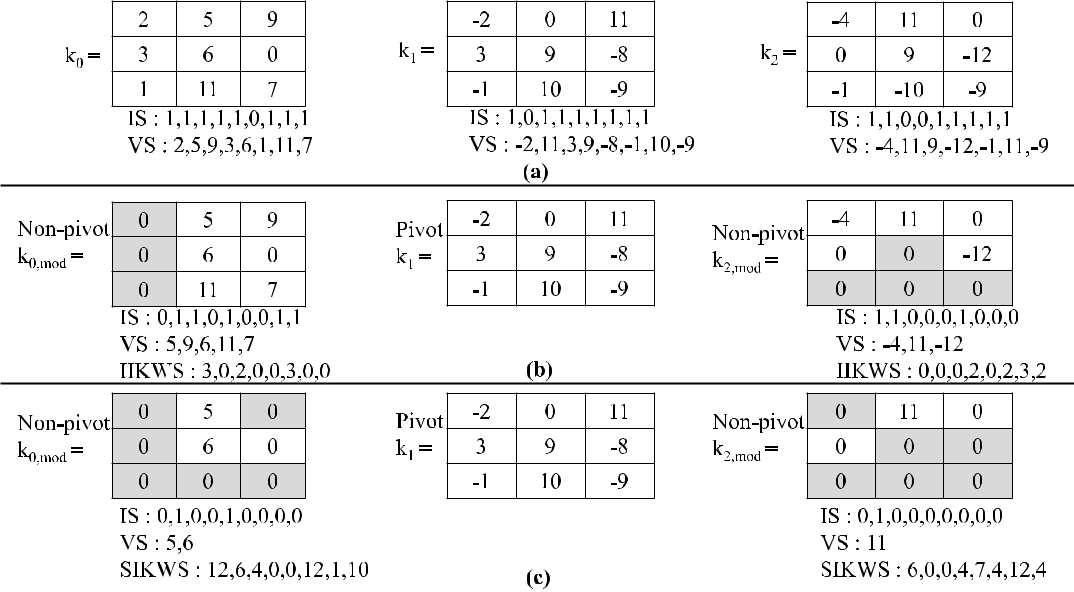 2 5 9 -2 0 11 -4 11 0
k0 = 3 6 0 k1 = 3 9 -8 k2 = 0 9 -12
1 11 7 -1 10 -9 -1 -10 -9
IS : 1,1,1,1,1,0,1,1,1 IS : 1,0,1,1,1,1,1,1,1 IS : 1,1,0,0,1,1,1,1,1
VS : 2,5,9,3,6,1,11,7 VS : -2,11,3,9,-8,-1,10,-9 VS : -4,11,9,-12,-1,11,-9
(a)
Non-pivot 0 5 9 Pivot -2 0 11 Non-pivot -4 11 0
k0,mod = 0 6 0 k1 = 3 9 -8 k2,mod = 0 0 -12
0 11 7 -1 10 -9 0 0 0
IS : 0,1,1,0,1,0,0,1,1 IS : 1,1,0,0,0,1,0,0,0
VS : 5,9,6,11,7 VS : -4,11,-12
IIKWS : 3,0,2,0,0,3,0,0 (b) IIKWS : 0,0,0,2,0,2,3,2
Non-pivot 0 5 0 Pivot -2 0 11 Non-pivot 0 11 0
k0,mod = 0 6 0 k1 = 3 9 -8 k2,mod = 0 0 0
0 0 0 -1 10 -9 0 0 0
IS : 0,1,0,0,1,0,0,0,0 IS : 0,1,0,0,0,0,0,0,0
VS : 5,6 VS : 11
SIKWS : 12,6,4,0,0,12,1,10 (c) SIKWS : 6,0,0,4,7,4,12,4